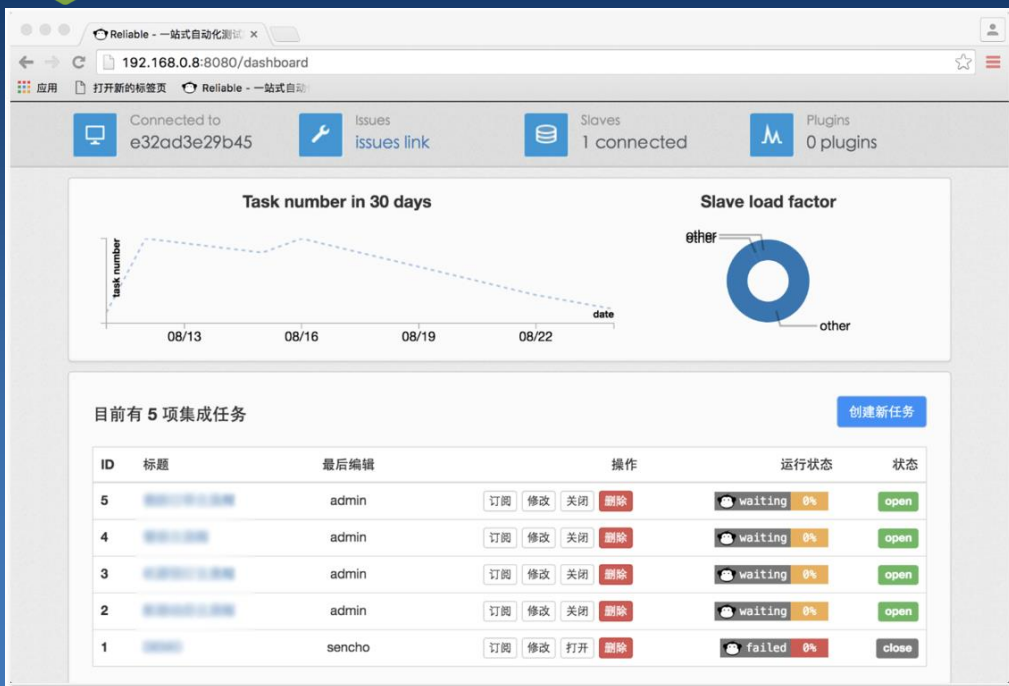 Reliable - 一站式自动化测试
192.168.0.8:8080/dashboard
应用 打开新的标签页 Reliable - 一站式自动
Connected to
e32ad3e29b45
Issues
issues link
Slaves
1 connected
Plugins
0 plugins
Task number in 30 days
task number
date
08/13 08/16 08/19 08/22
Slave load factor
other
other
other
目前有 5 项集成任务
创建新任务
ID 标题 最后编辑 操作 运行状态 状态
5 admin 订阅 修改 关闭 删除 waiting 0% open
4 admin 订阅 修改 关闭 删除 waiting 0% open
3 admin 订阅 修改 关闭 删除 waiting 0% open
2 admin 订阅 修改 关闭 删除 waiting 0% open
1 sencho 订阅 修改 打开 删除 failed 0% close